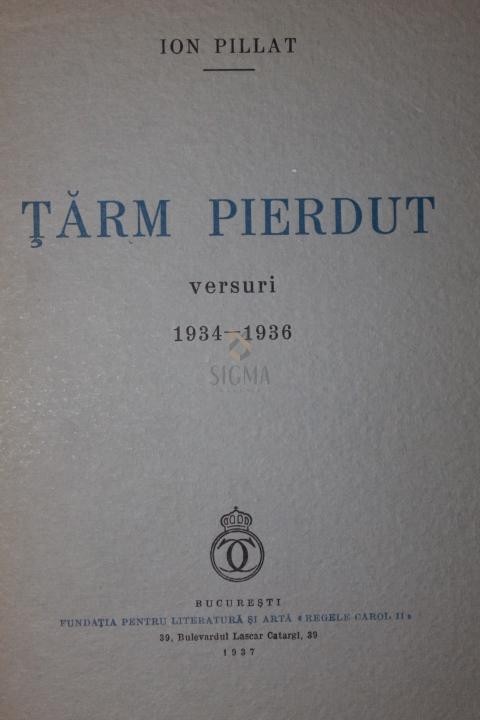 ION PILLAT
ŢĂRM PIERDUT
versuri
1934—1936
SIGMA
BUCUREŞTI
FUNDAŢIA PENTRU LITERATURĂ ŞI ARTĂ «REGELE CAROL II»
39, Bulevardul Lascar Catargi, 39
1937